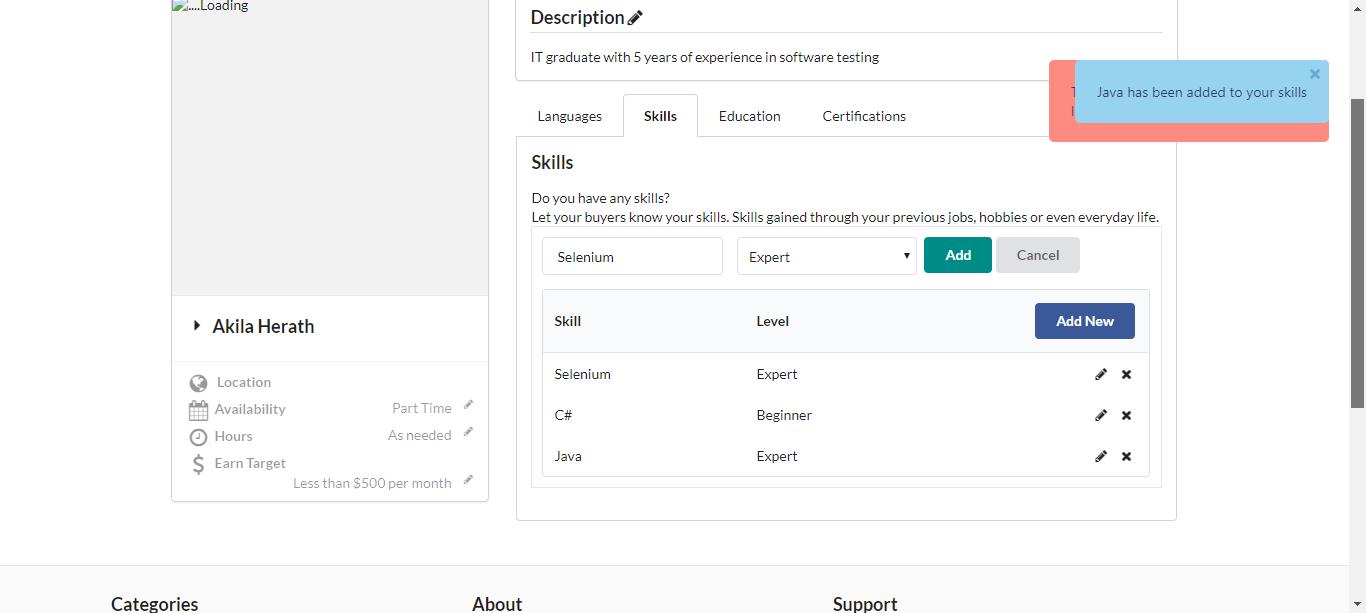 ....Loading
Akila Herath
Location
Availability Part Time
Hours As needed
Earn Target
Less than $500 per month
Description
IT graduate with 5 years of experience in software testing
Java has been added to your skills
Languages Skills Education Certifications
Skills
Do you have any skills?
Let your buyers know your skills. Skills gained through your previous jobs, hobbies or even everyday life.
Selenium Expert Add Cancel
Skill Level Add New
Selenium Expert
C# Beginner
Java Expert
Categories About Support